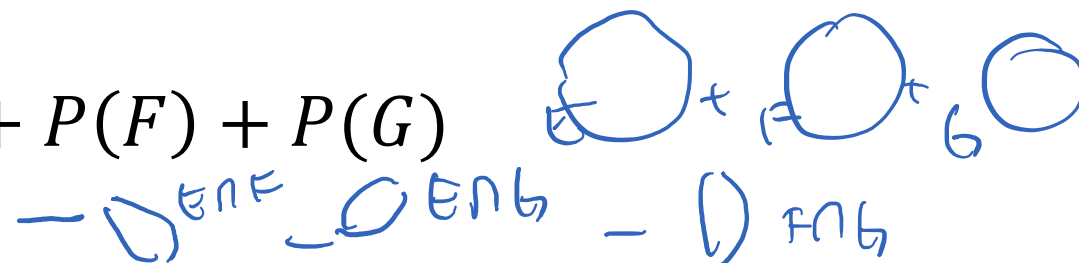 + P(F) + P(G) E + F + G
− E∩F − E∩G − F∩G